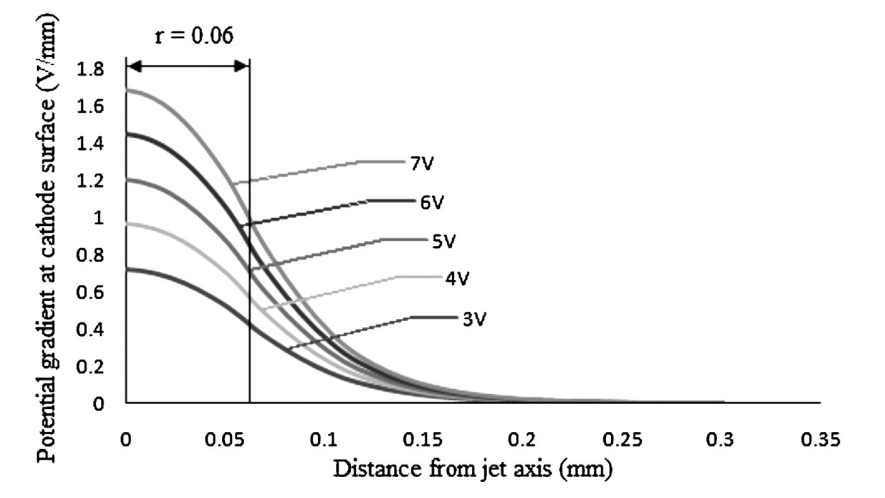 r = 0.06
Potential gradient at cathode surface (V/mm)
1.8
1.6
1.4
1.2
1
0.8
0.6
0.4
0.2
0
7V
6V
5V
4V
3V
0 0.05 0.1 0.15 0.2 0.25 0.3 0.35
Distance from jet axis (mm)